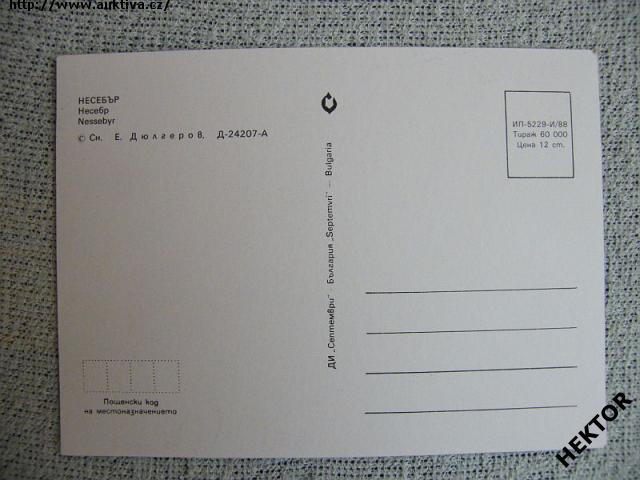 http://www.auktiva.cz/
НЕСЕБЪР
Несебр
Nessebyr
© Сн. Е. Дюлгеров, Д-24207-А
ДИ „Септември" - България „Septemvri" — Bulgaria
ИП-5229-И/88
Тираж 60 000
Цена 12 ст.
Пощенски код
на местоназначението
HEKTOR